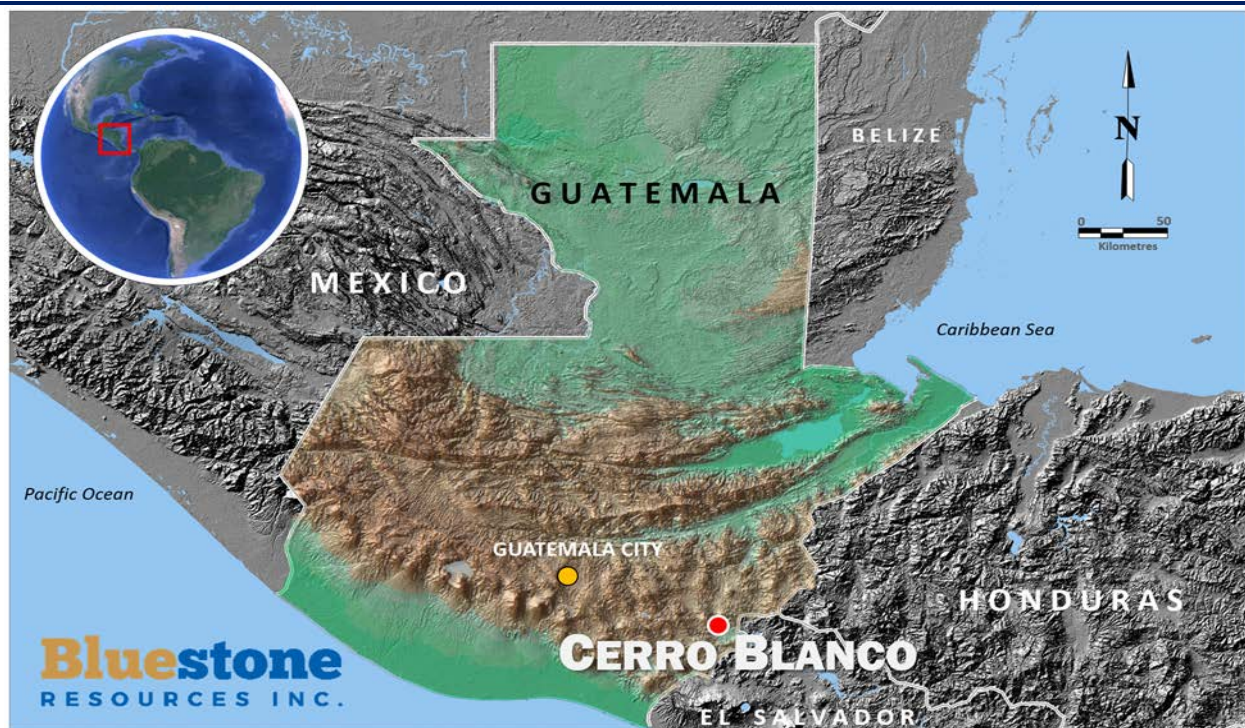 BELIZE
N
GUATEMALA
0 50
Kilometres
MEXICO
Caribbean Sea
Pacific Ocean
GUATEMALA CITY
HONDURAS
CERRO BLANCO
Bluestone
RESOURCES INC.
EL SALVADOR